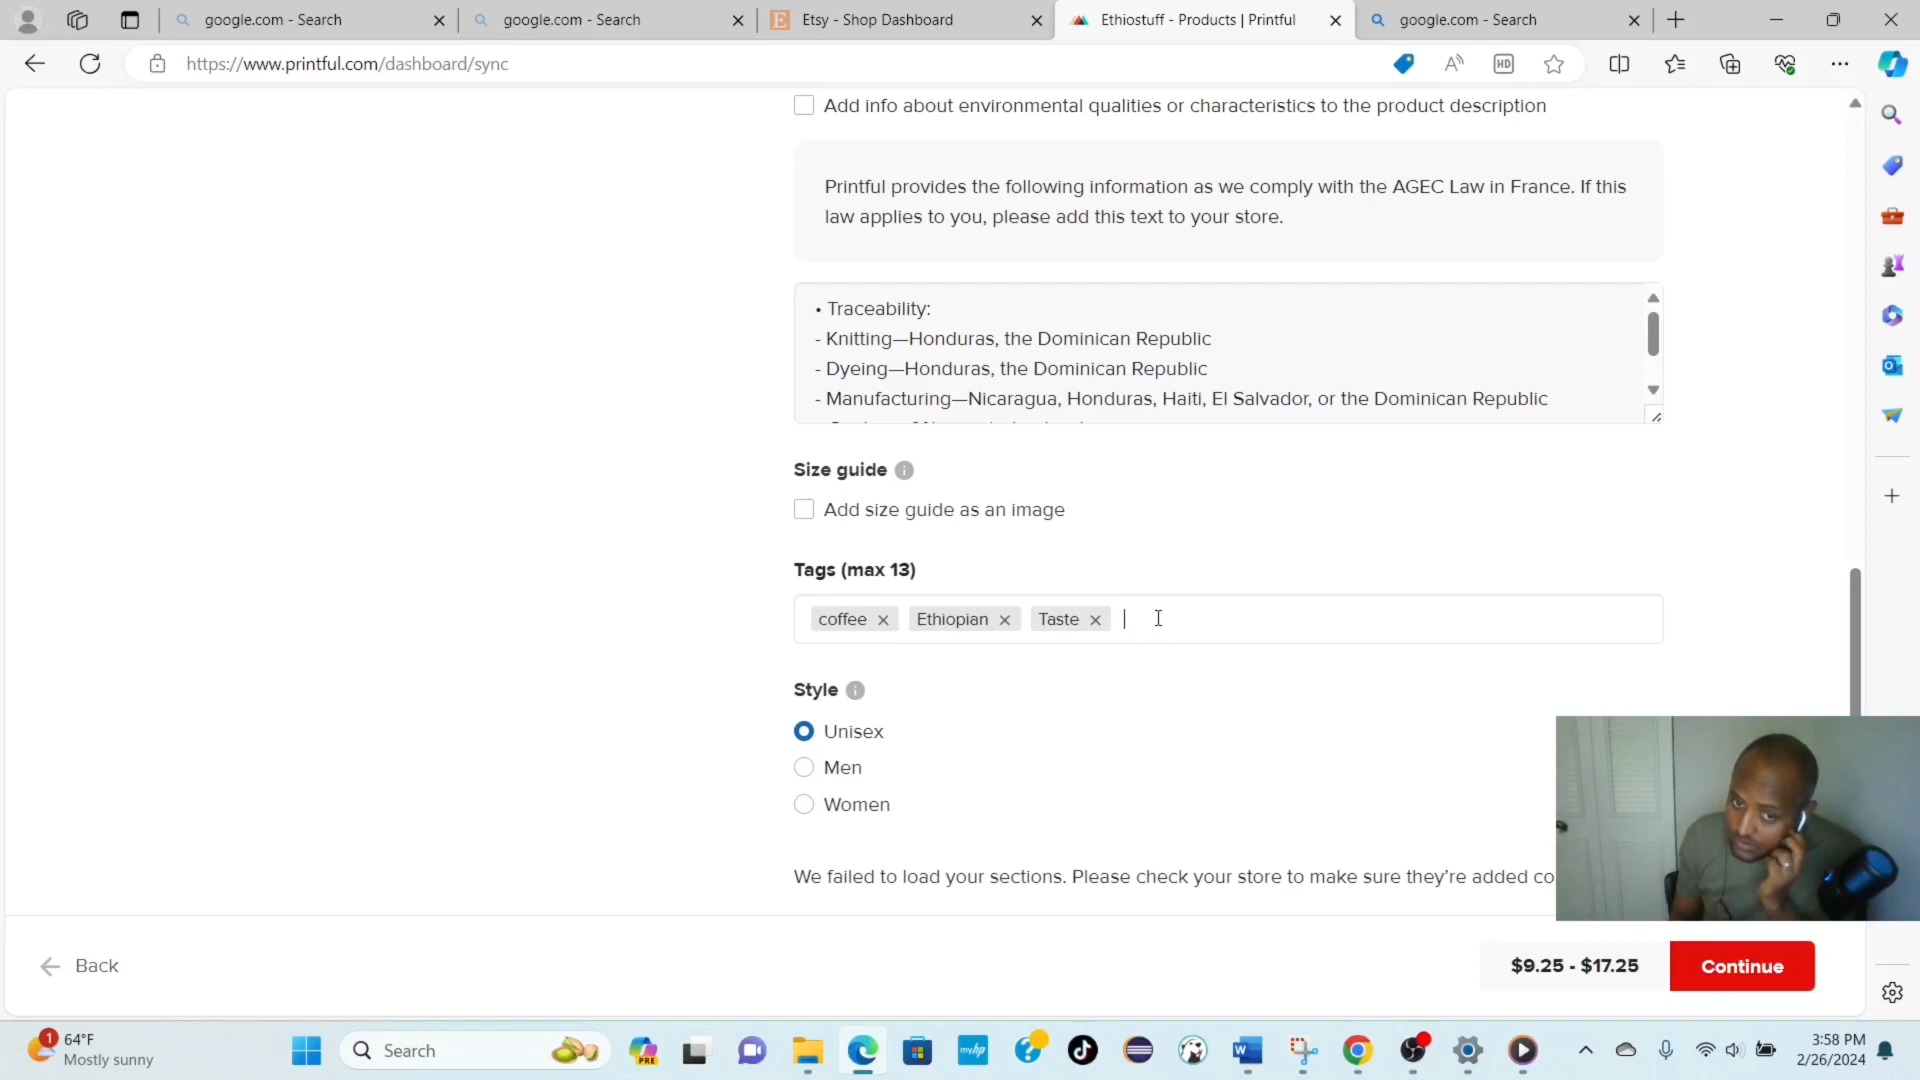 google.com - Search
google.com - Search
Etsy - Shop Dashboard
Ethiostuff - Products | Printful
google.com - Search
https://www.printful.com/dashboard/sync
HD
Add info about environmental qualities or characteristics to the product description
Printful provides the following information as we comply with the AGEC Law in France. If this
law applies to you, please add this text to your store.
• Traceability:
- Knitting—Honduras, the Dominican Republic
- Dyeing—Honduras, the Dominican Republic
- Manufacturing—Nicaragua, Honduras, Haiti, El Salvador, or the Dominican Republic
Size guide
Add size guide as an image
Tags (max 13)
coffee
Ethiopian
Taste
Style
Unisex
Men
Women
We failed to load your sections. Please check your store to make sure they're added co
Back
$9.25 - $17.25
Continue
1
64°F
Mostly sunny
Search
PRE
myhp
3:58 PM
2/26/2024